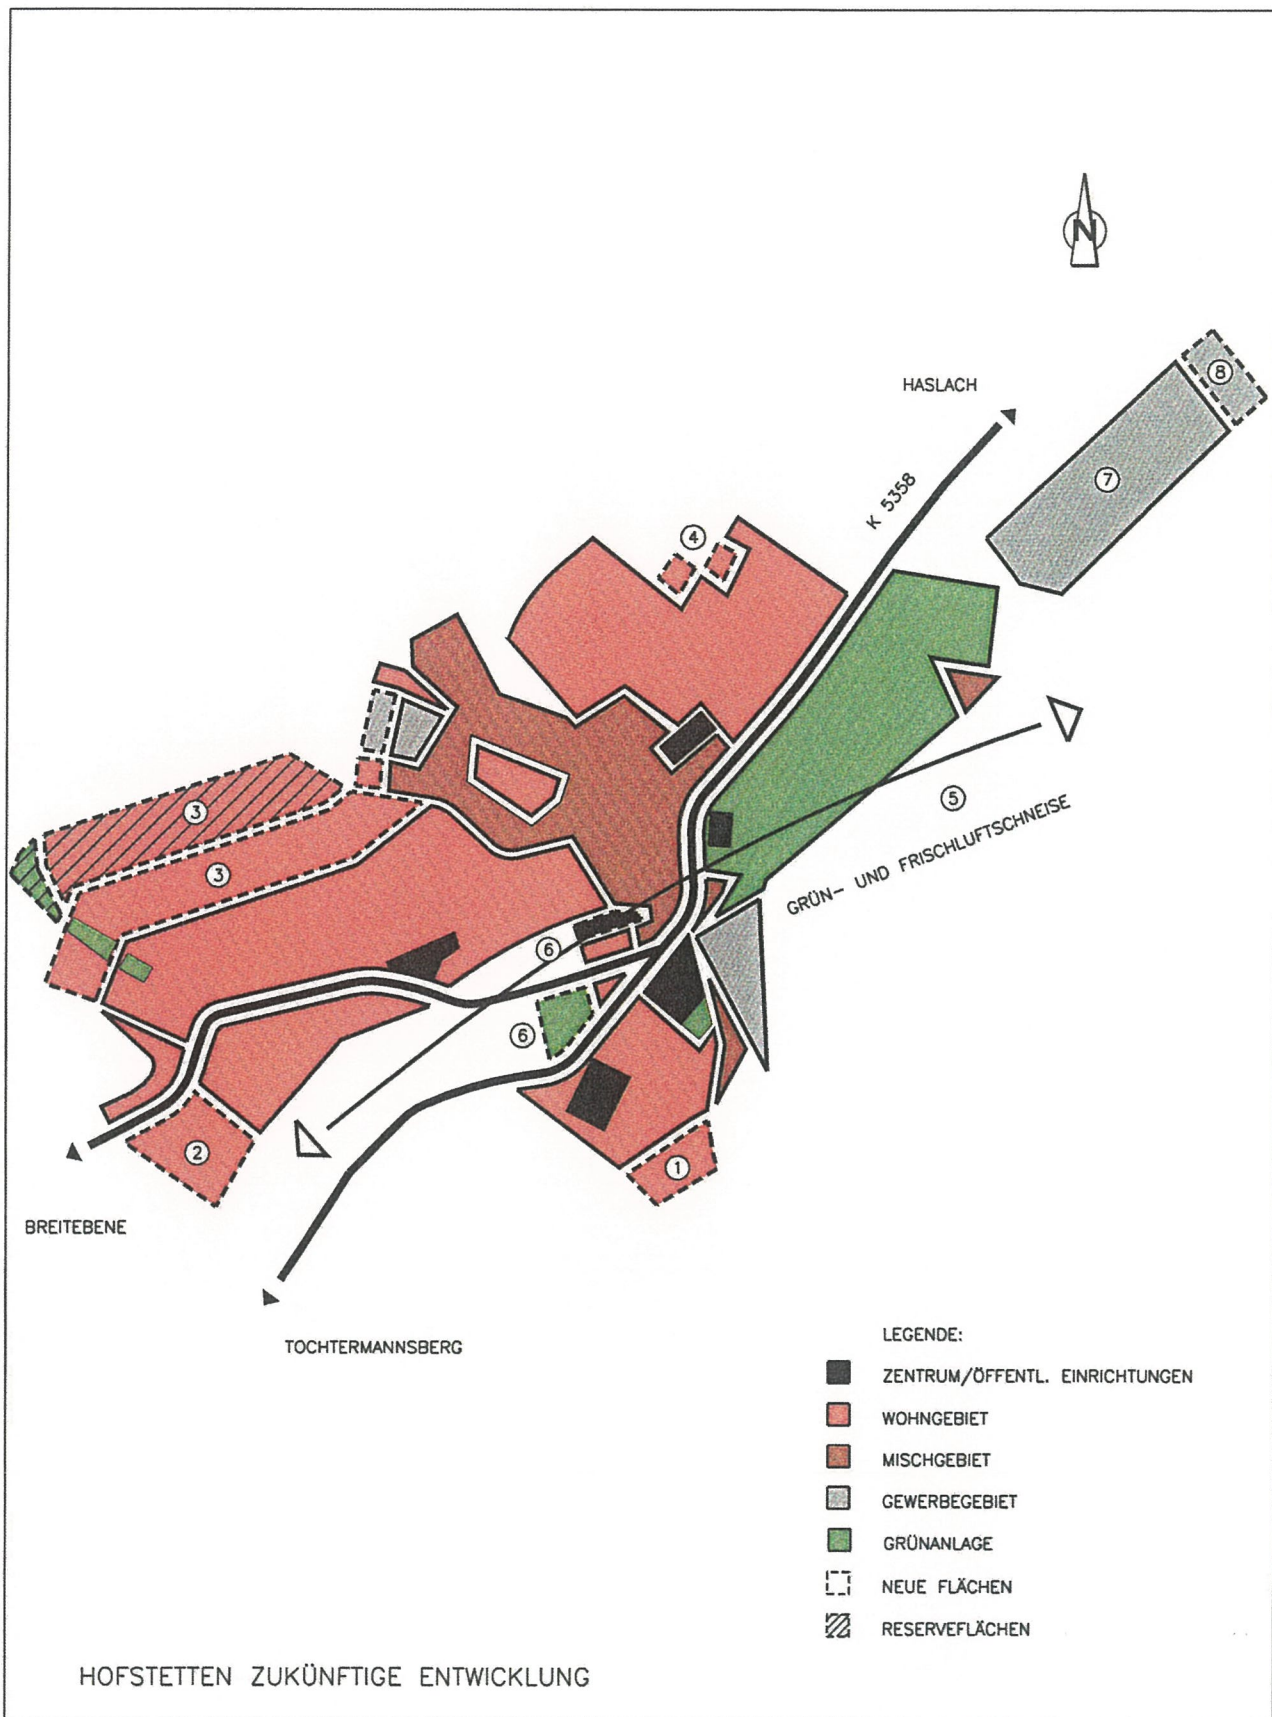 N
8
HASLACH
7
K 5358
4
3
5
3
GRÜN- UND FRISCHLUFTSCHNEISE
6
6
2
1
BREITEBENE
TOCHTERMANNSBERG
LEGENDE:
ZENTRUM/ÖFFENTL. EINRICHTUNGEN
WOHNGEBIET
MISCHGEBIET
GEWERBEGEBIET
GRÜNANLAGE
NEUE FLÄCHEN
RESERVEFLÄCHEN
HOFSTETTEN ZUKÜNFTIGE ENTWICKLUNG